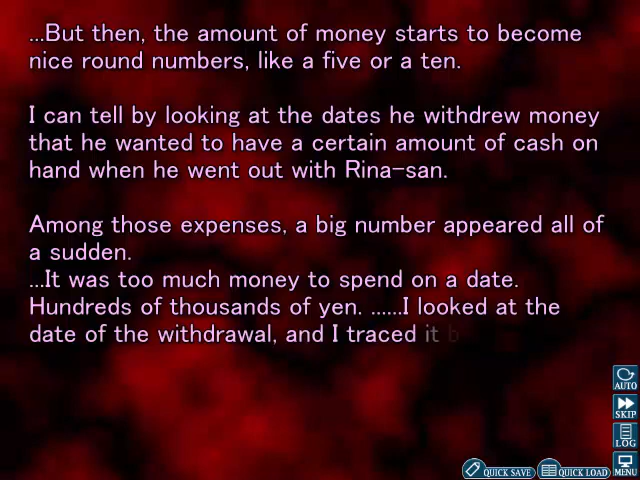 ...But then, the amount of money starts to become
nice round numbers, like a five or a ten.
I can tell by looking at the dates he withdrew money
that he wanted to have a certain amount of cash on
hand when he went out with Rina-san.
Among those expenses, a big number appeared all of
a sudden.
...It was too much money to spend on a date.
Hundreds of thousands of yen. ......I looked at the
date of the withdrawal, and I traced it b
AUTO
SKIP
LOG
QUICK SAVE QUICK LOAD MENU